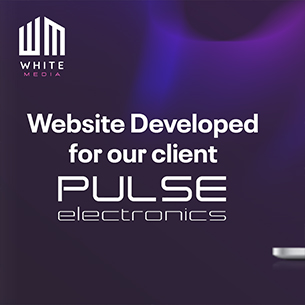 WM
WHITE
MEDIA
Website Developed
for our client
PULSE
electronics